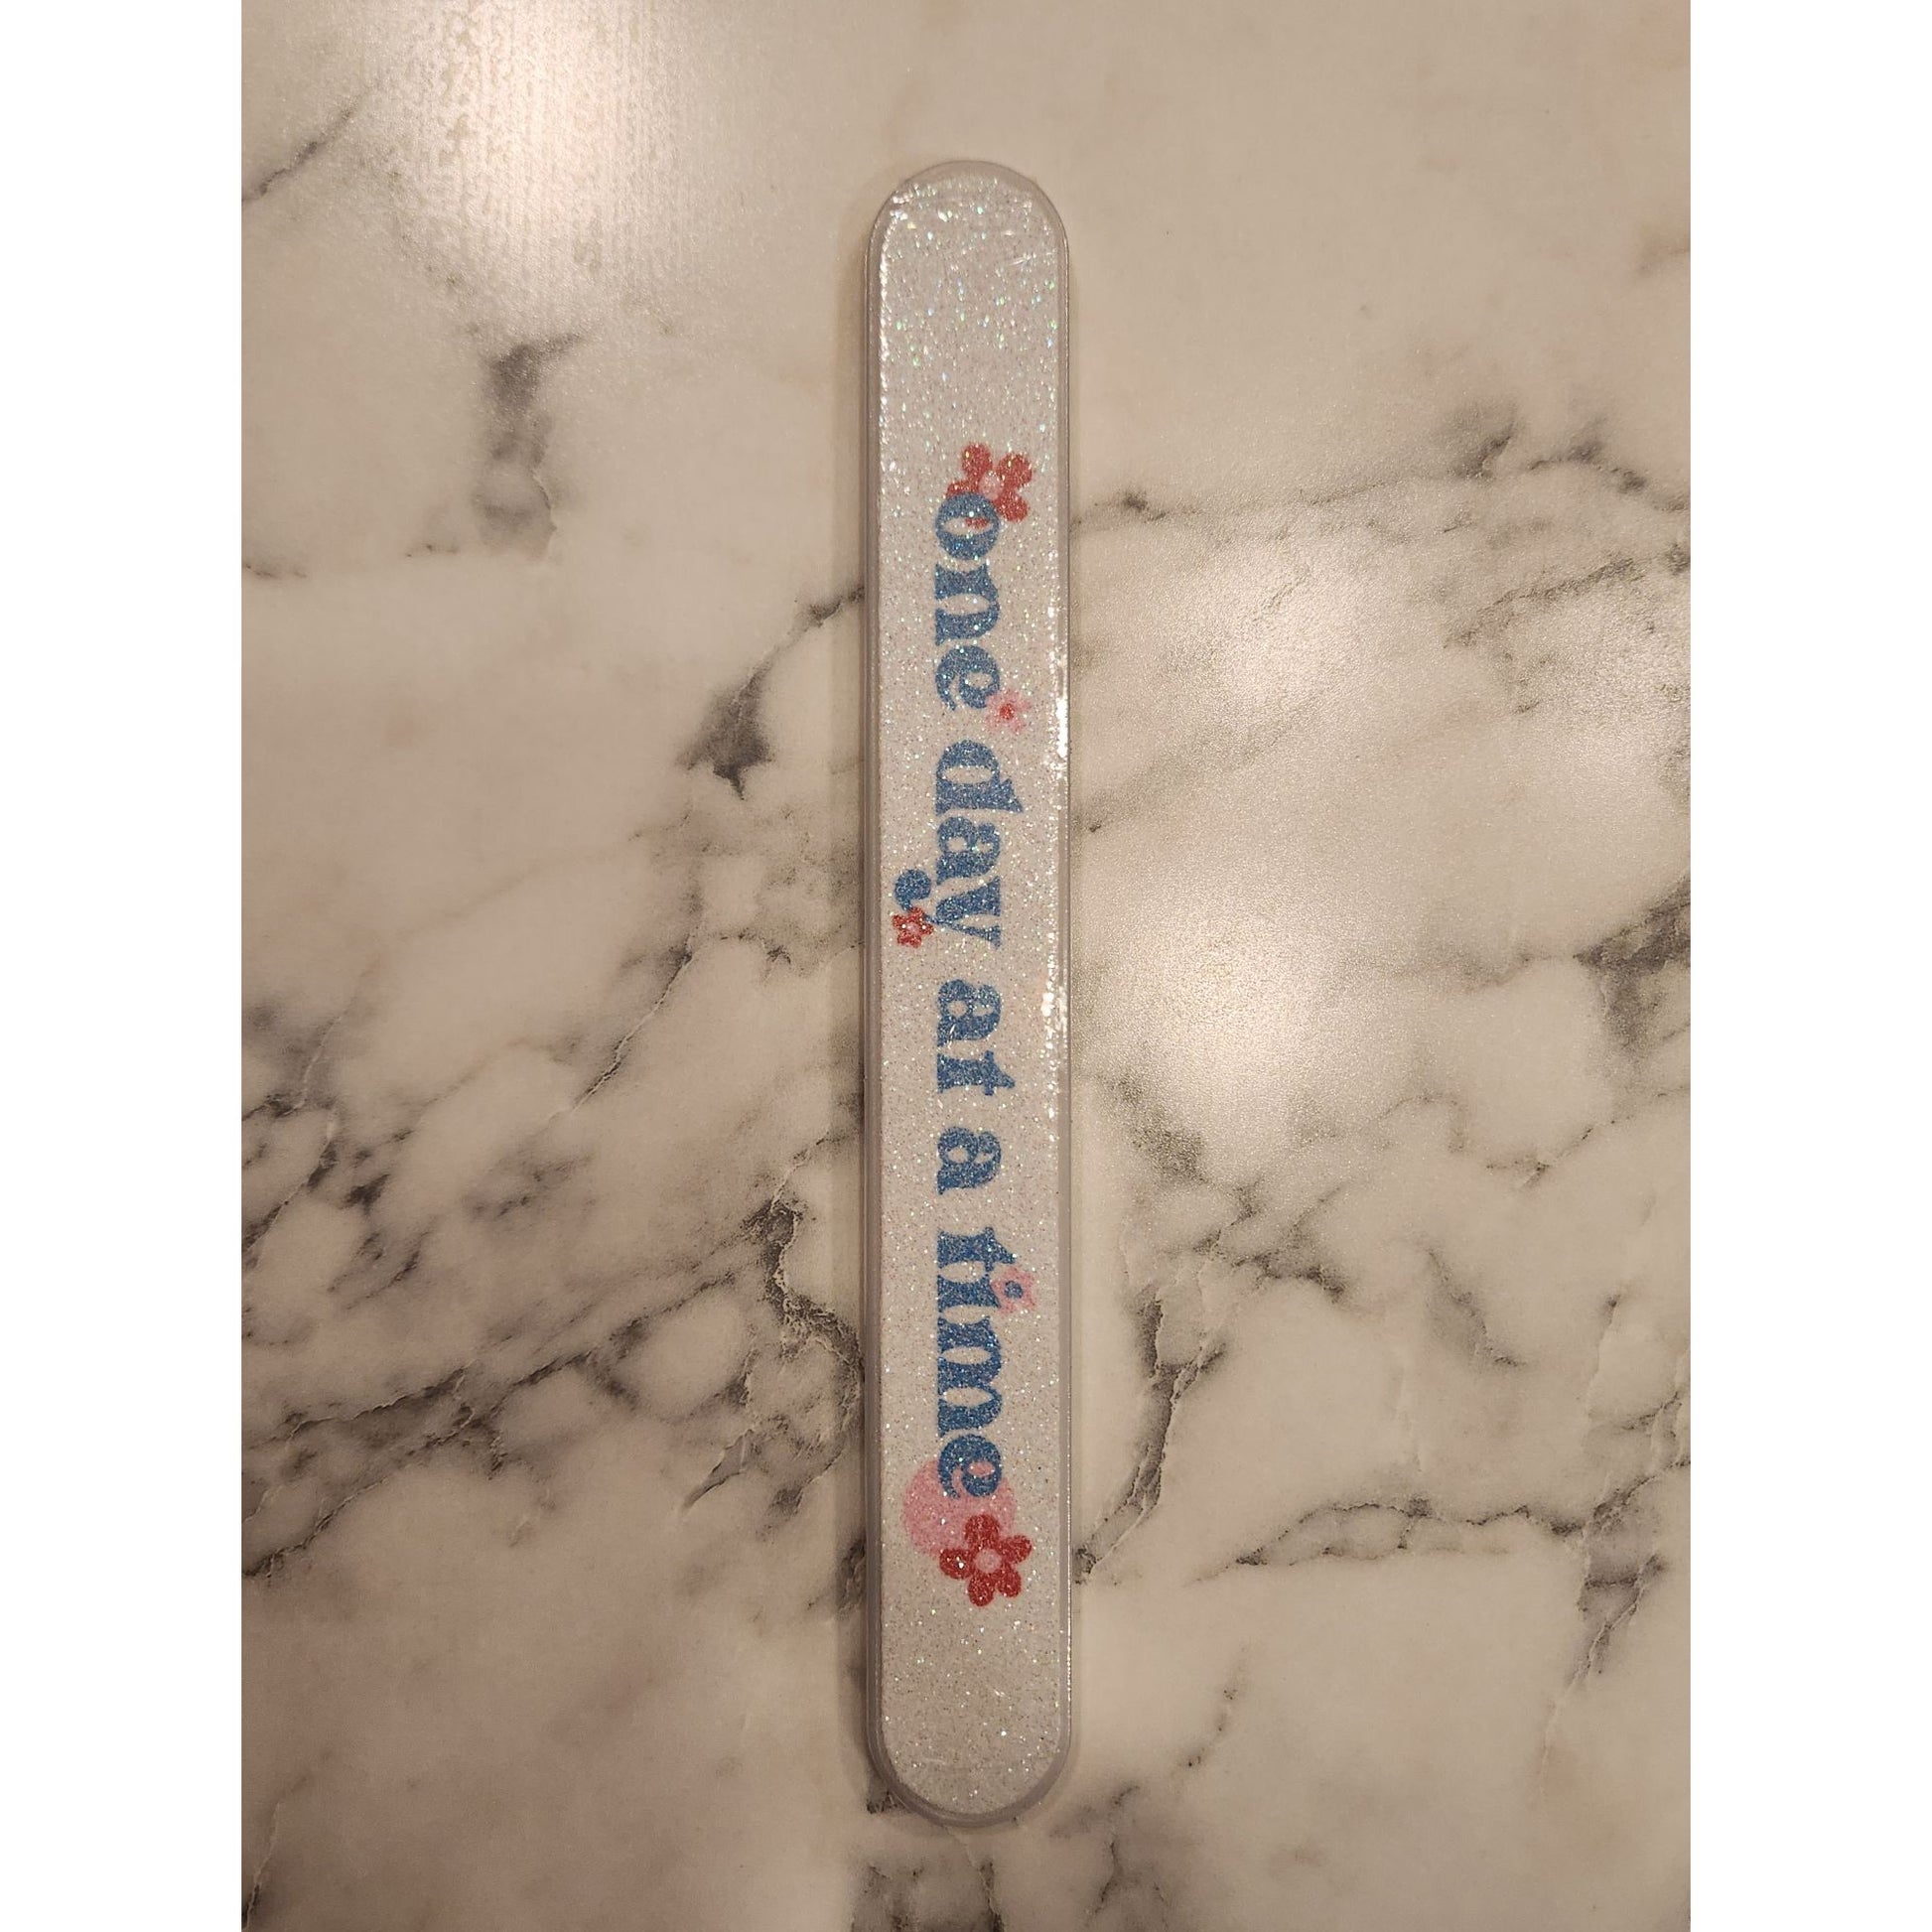 one day at a time